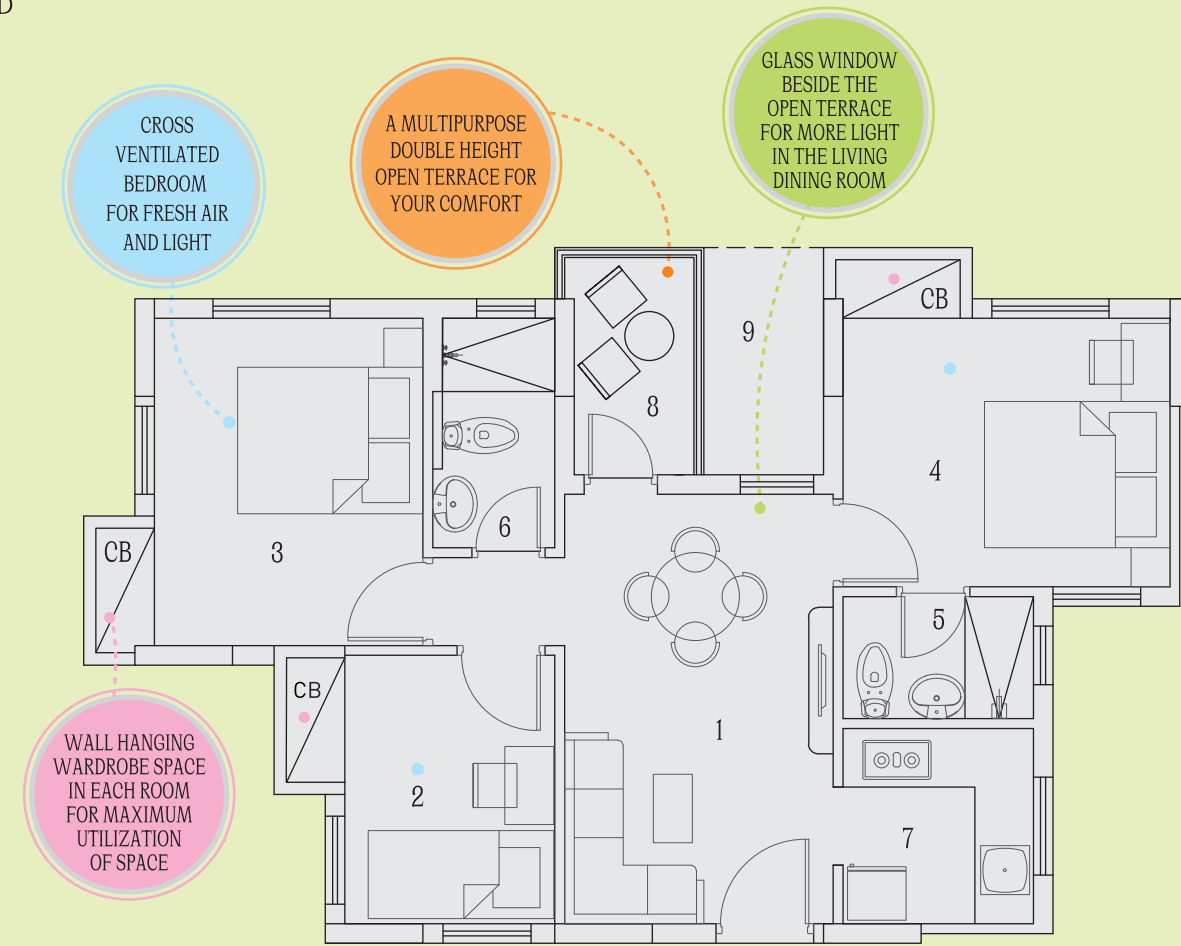 D
GLASS WINDOW
BESIDE THE
OPEN TERRACE
FOR MORE LIGHT
IN THE LIVING
DINING ROOM
A MULTIPURPOSE
DOUBLE HEIGHT
OPEN TERRACE FOR
YOUR COMFORT
CROSS
VENTILATED
BEDROOM
FOR FRESH AIR
AND LIGHT
CB
9
8
4
6
CB
3
5
CB
1
2
7
WALL HANGING
WARDROBE SPACE
IN EACH ROOM
FOR MAXIMUM
UTILIZATION
OF SPACE